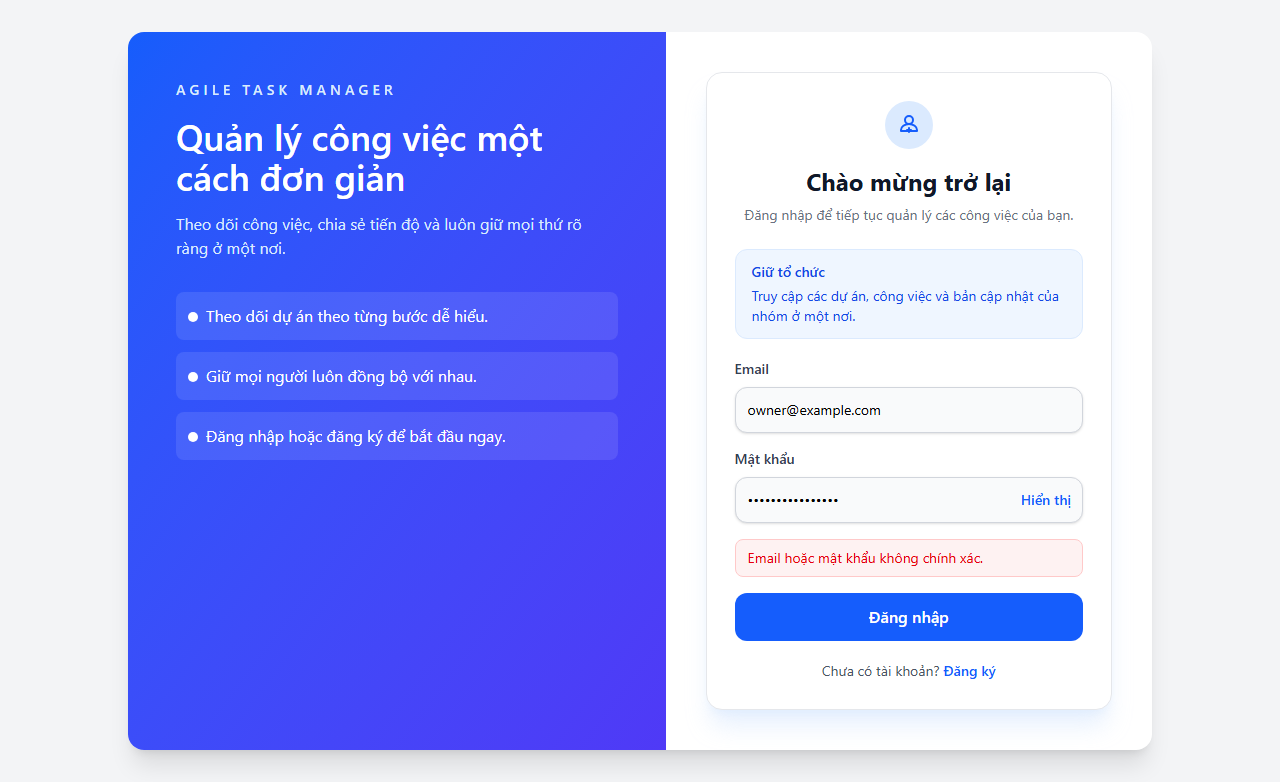 AGILE TASK MANAGER
Quản lý công việc một
cách đơn giản
Theo dõi công việc, chia sẻ tiến độ và luôn giữ mọi thứ rõ
ràng ở một nơi.
Theo dõi dự án theo từng bước dễ hiểu.
Giữ mọi người luôn đồng bộ với nhau.
Đăng nhập hoặc đăng ký để bắt đầu ngay.
Chào mừng trở lại
Đăng nhập để tiếp tục quản lý các công việc của bạn.
Giữ tổ chức
Truy cập các dự án, công việc và bản cập nhật của
nhóm ở một nơi.
Email
owner@example.com
Mật khẩu
••••••••••••••••
Hiển thị
Email hoặc mật khẩu không chính xác.
Đăng nhập
Chưa có tài khoản? Đăng ký